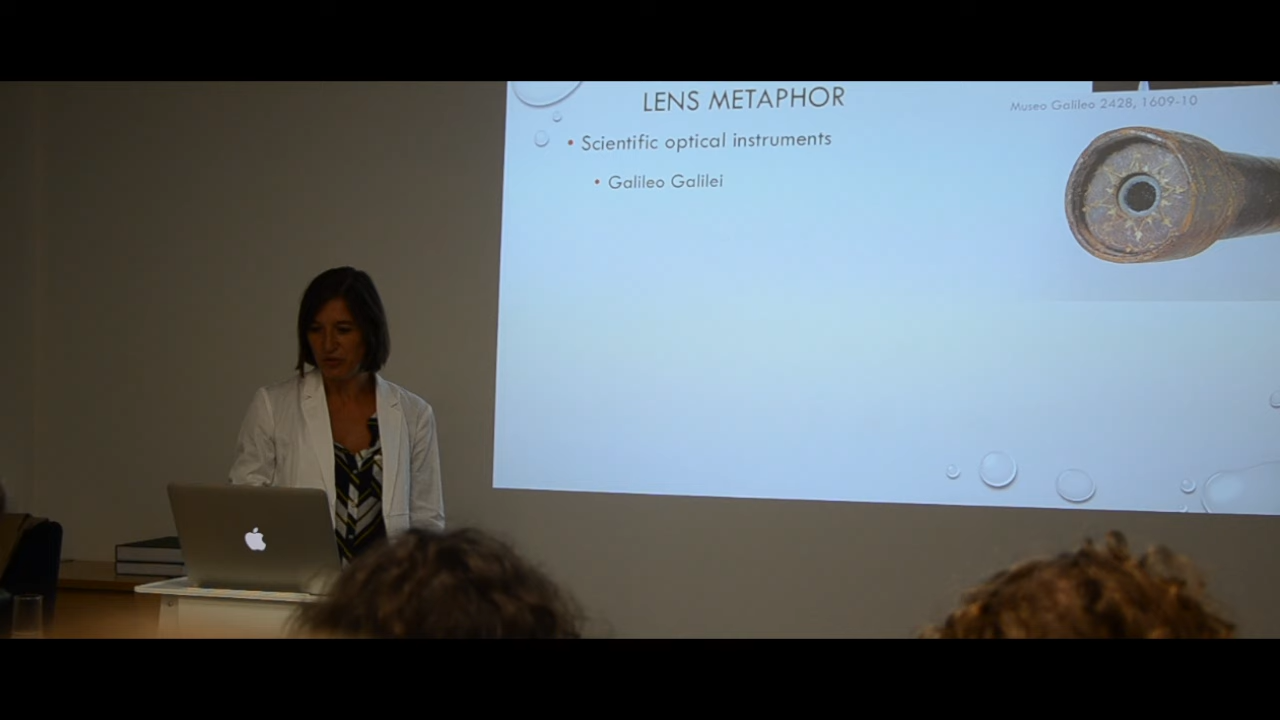 LENS METAPHOR
Museo Galileo 2428, 1609-10
• Scientific optical instruments
• Galileo Galilei